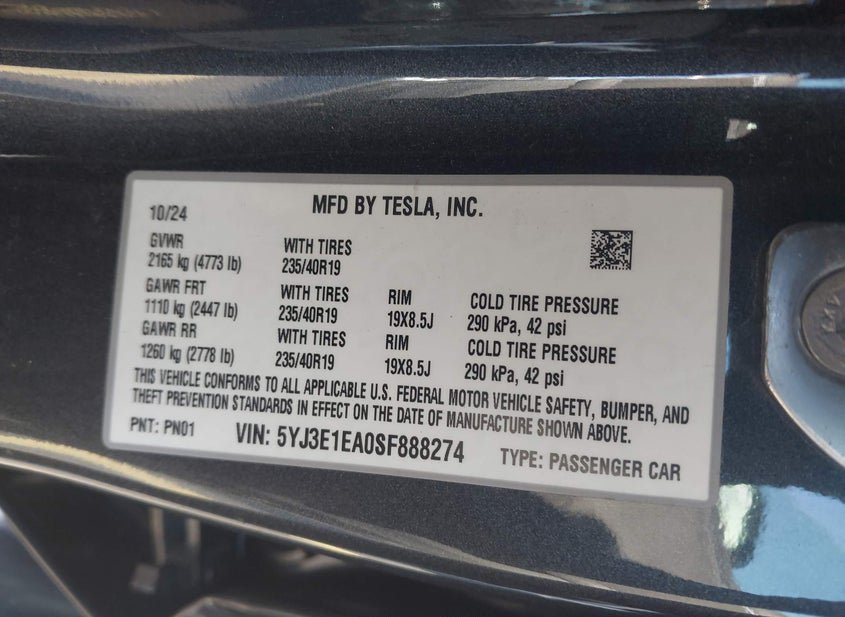 10/24 MFD BY TESLA, INC.
GVWR WITH TIRES
2165 kg (4773 lb) 235/40R19
GAWR FRT WITH TIRES RIM COLD TIRE PRESSURE
1110 kg (2447 lb) 235/40R19 19X8.5J 290 kPa, 42 psi
GAWR RR WITH TIRES RIM COLD TIRE PRESSURE
1260 kg (2778 lb) 235/40R19 19X8.5J 290 kPa, 42 psi
THIS VEHICLE CONFORMS TO ALL APPLICABLE U.S. FEDERAL MOTOR VEHICLE SAFETY, BUMPER, AND
THEFT PREVENTION STANDARDS IN EFFECT ON THE DATE OF MANUFACTURE SHOWN ABOVE.
PNT: PN01 VIN: 5YJ3E1EA0SF888274 TYPE: PASSENGER CAR